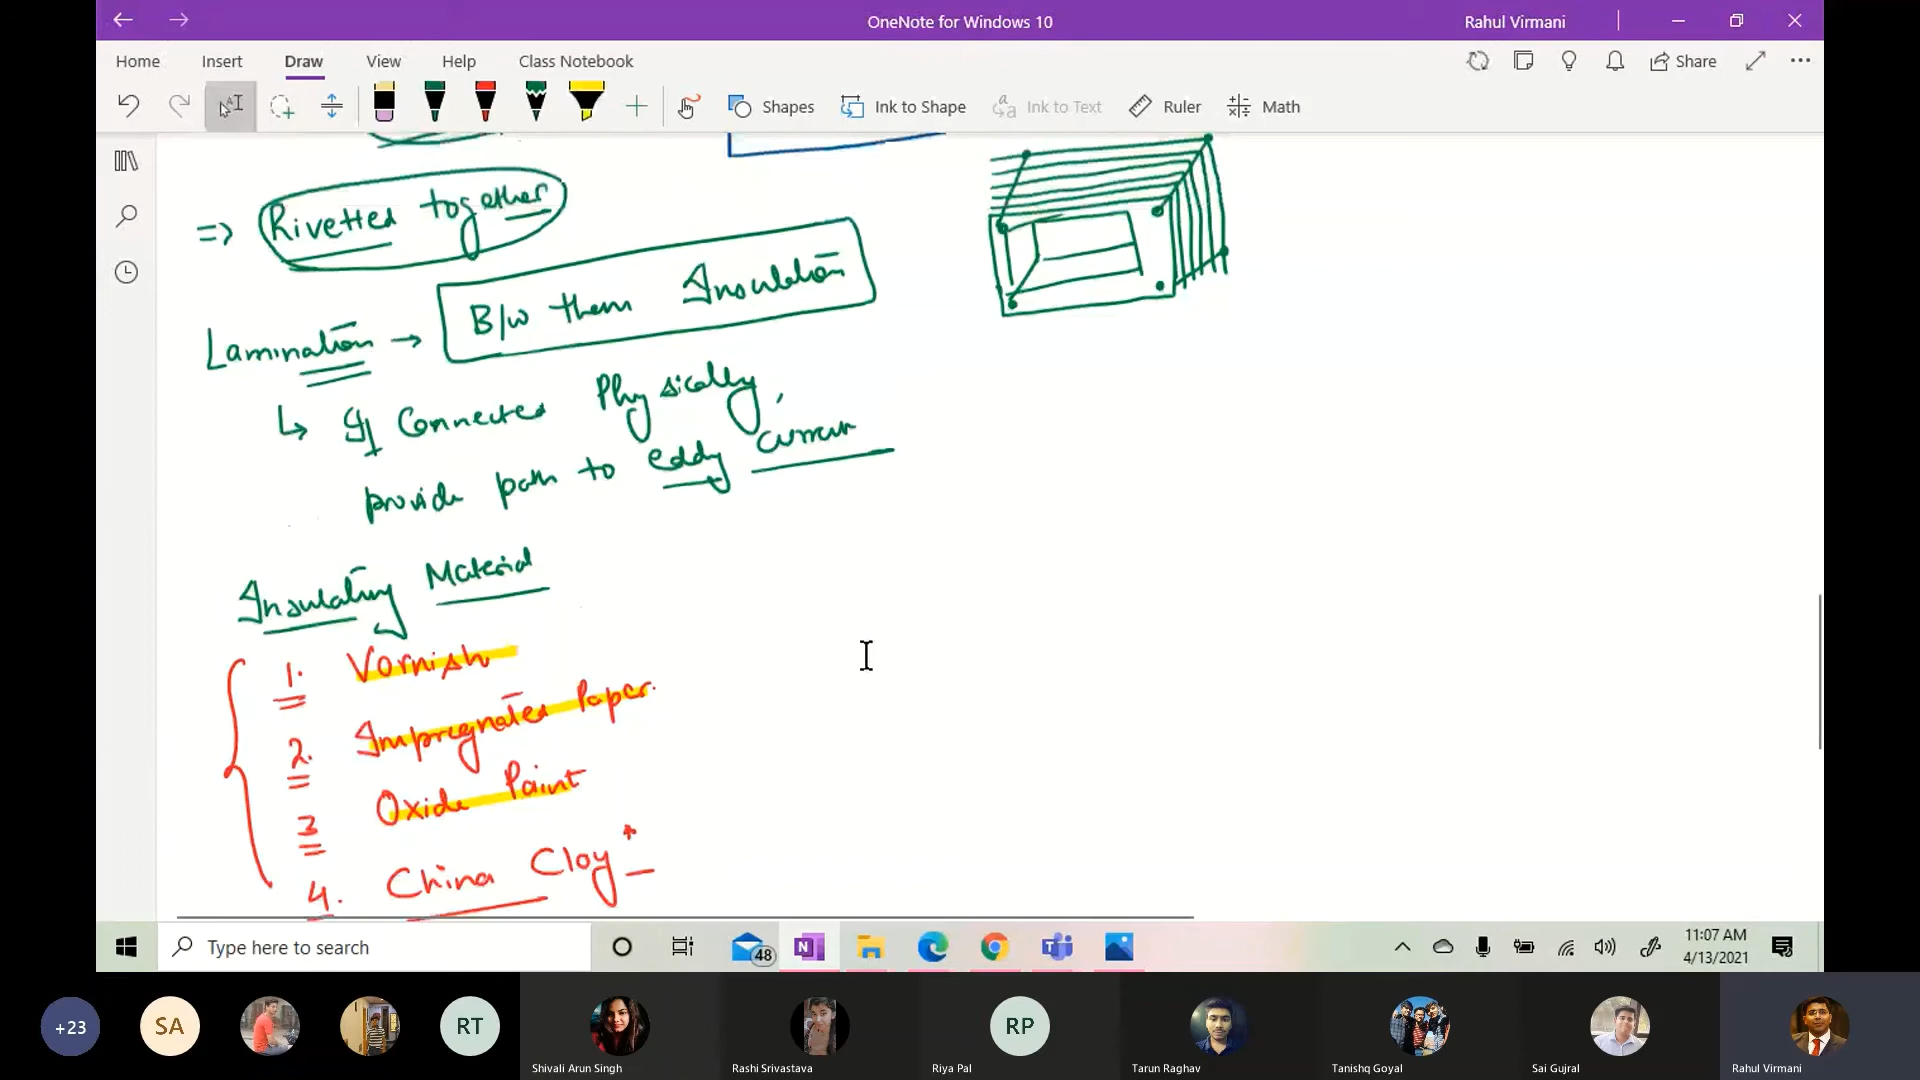 OneNote for Windows 10
Rahul Virmani
Home Insert Draw View Help Class Notebook
Share
Shapes Ink to Shape Ink to Text Ruler Math
=> Rivetted together
Lamination → B/w them Insulation
↳ If Connected Physically,
provide path to eddy current
Insulating Material
1. Varnish
2. Impregnated Paper.
3 Oxide Paint
4. China Clay *
Type here to search
48
11:07 AM
4/13/2021
+23
SA
RT
RP
Shivali Arun Singh
Rashi Srivastava
Riya Pal
Tarun Raghav
Tanishq Goyal
Sai Gujral
Rahul Virmani